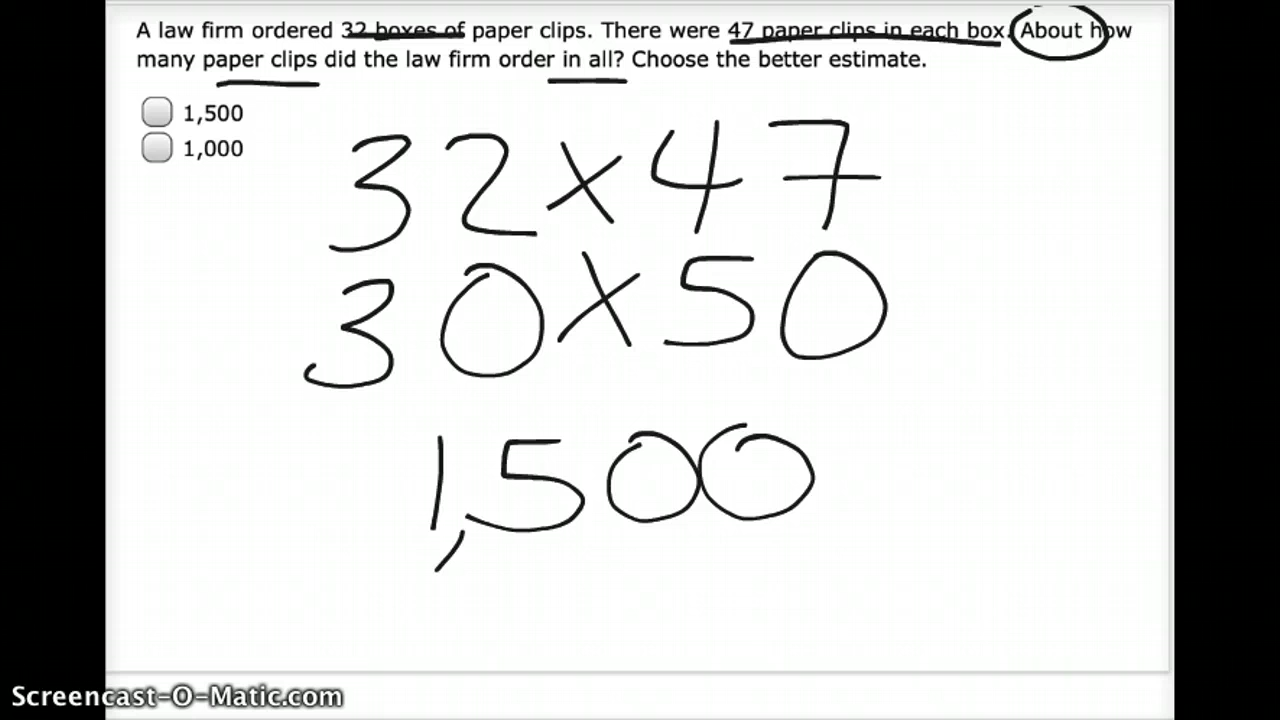 A law firm ordered 32 boxes of paper clips. There were 47 paper clips in each box. About how
many paper clips did the law firm order in all? Choose the better estimate.
1,500
1,000
32 x 47
30 x 50
1,500
Screencast-O-Matic.com